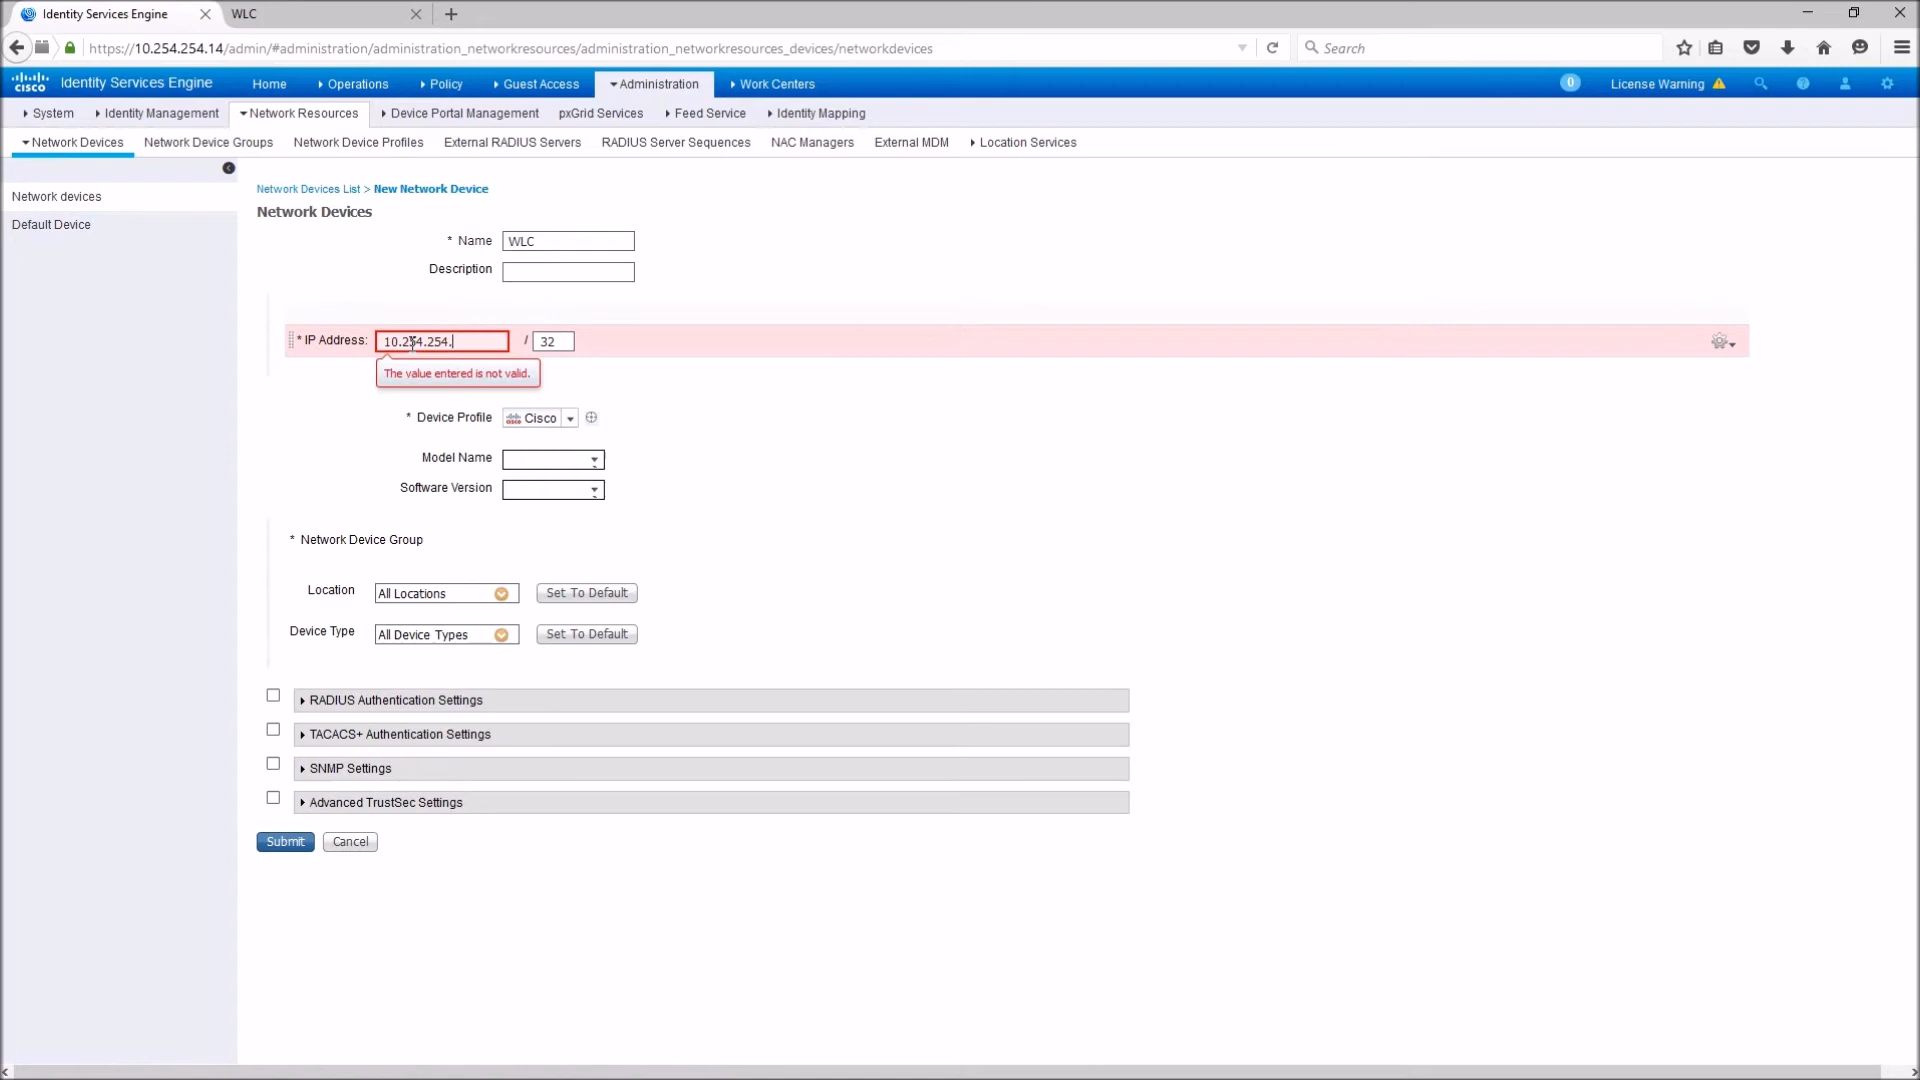 Identity Services Engine
WLC
https://10.254.254.14/admin/#administration/administration_networkresources/administration_networkresources_devices/networkdevices
Search
cisco Identity Services Engine
Home
Operations
Policy
Guest Access
Administration
Work Centers
0
License Warning
System
Identity Management
Network Resources
Device Portal Management
pxGrid Services
Feed Service
Identity Mapping
Network Devices
Network Device Groups
Network Device Profiles
External RADIUS Servers
RADIUS Server Sequences
NAC Managers
External MDM
Location Services
Network devices
Default Device
Network Devices List > New Network Device
Network Devices
* Name WLC
Description
* IP Address: 10.254.254. / 32
The value entered is not valid.
* Device Profile Cisco
Model Name
Software Version
* Network Device Group
Location All Locations Set To Default
Device Type All Device Types Set To Default
RADIUS Authentication Settings
TACACS+ Authentication Settings
SNMP Settings
Advanced TrustSec Settings
Submit Cancel